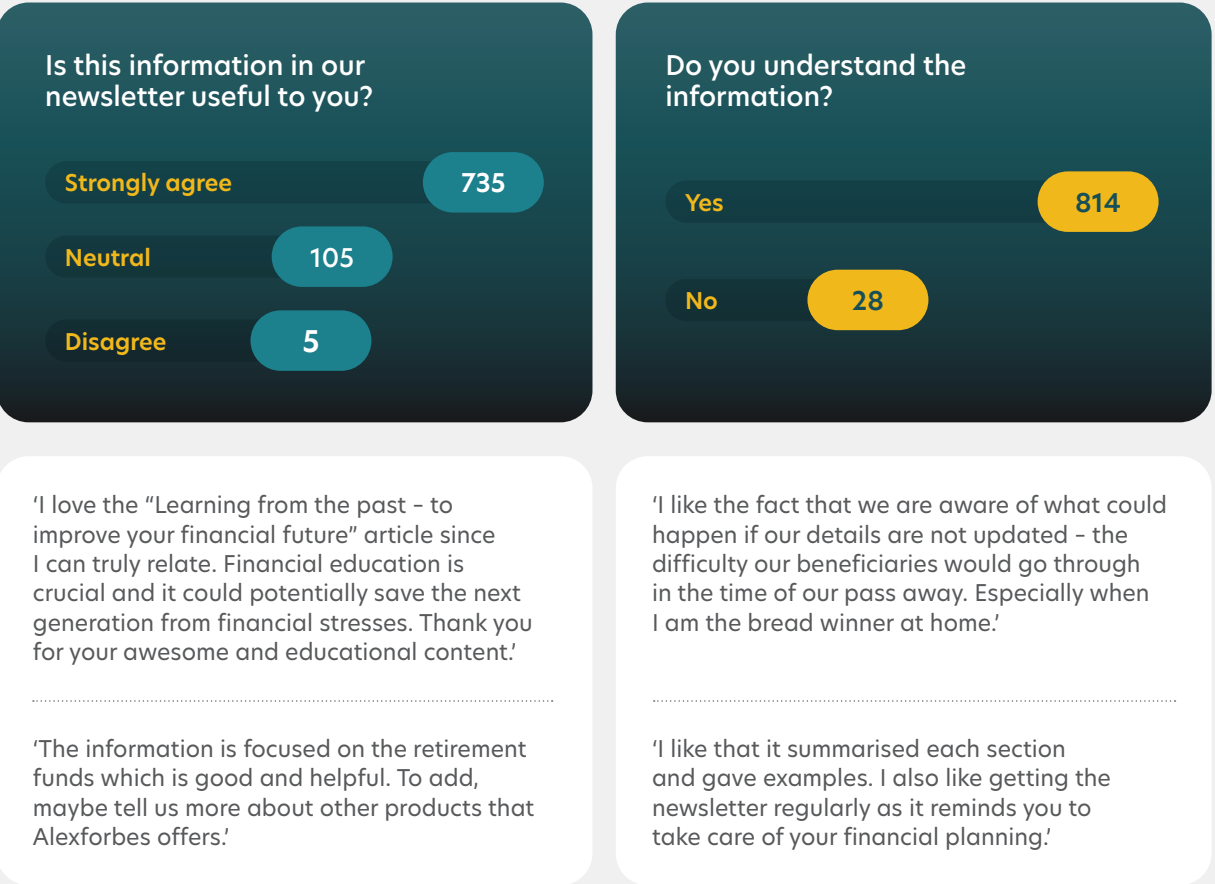 Is this information in our
newsletter useful to you?
Strongly agree
735
Neutral
105
Disagree
5
Do you understand the
information?
Yes
814
No
28
‘I love the “Learning from the past – to
improve your financial future” article since
I can truly relate. Financial education is
crucial and it could potentially save the next
generation from financial stresses. Thank you
for your awesome and educational content.’
‘The information is focused on the retirement
funds which is good and helpful. To add,
maybe tell us more about other products that
Alexforbes offers.’
‘I like the fact that we are aware of what could
happen if our details are not updated – the
difficulty our beneficiaries would go through
in the time of our pass away. Especially when
I am the bread winner at home.’
‘I like that it summarised each section
and gave examples. I also like getting the
newsletter regularly as it reminds you to
take care of your financial planning.’